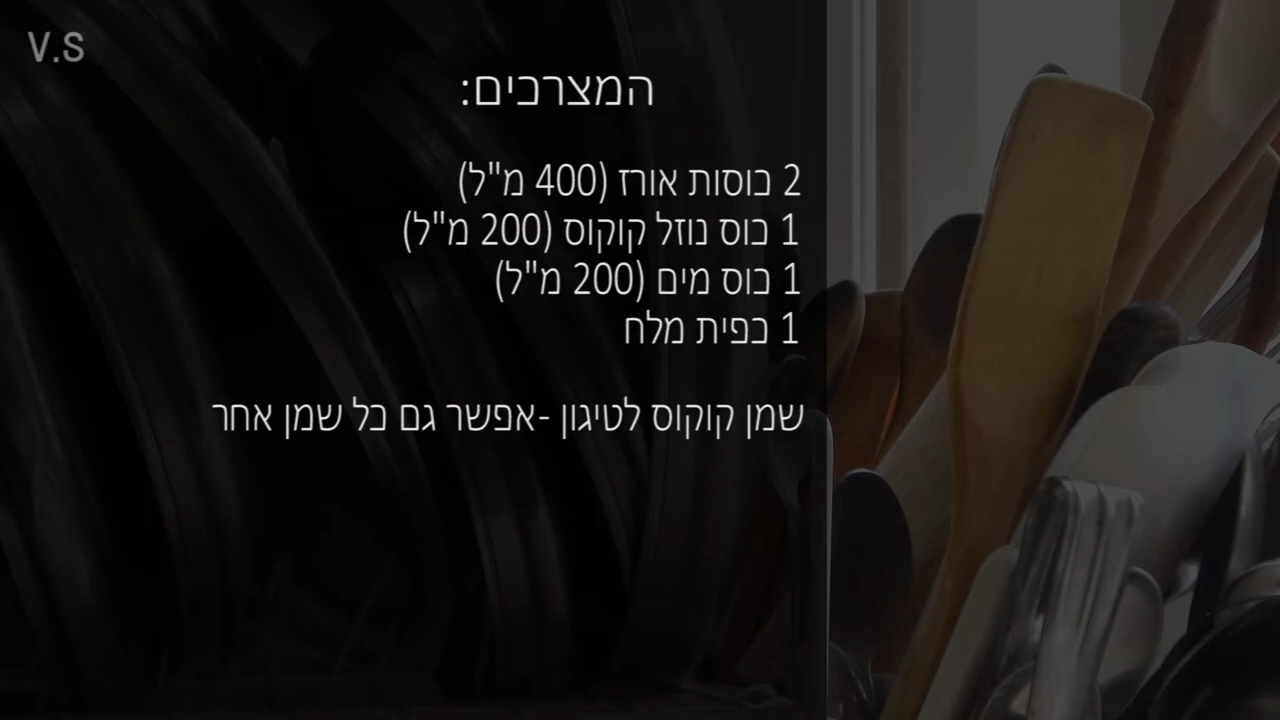 V.S
המצרכים:
2 כוסות אורז (400 מ"ל)
1 כוס נוזל קוקוס (200 מ"ל)
1 כוס מים (200 מ"ל)
1 כפית מלח
שמן קוקוס לטיגון -אפשר גם כל שמן אחר